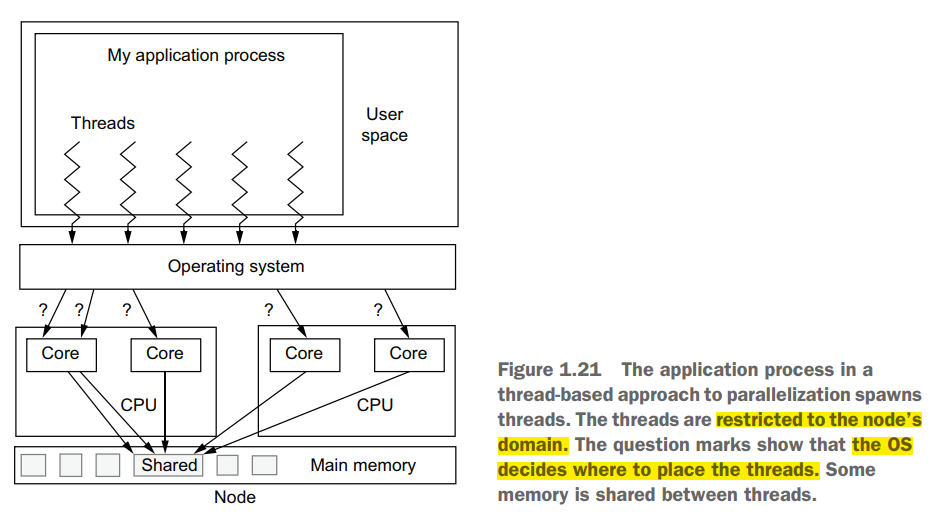 My application process
Threads
User
space
Operating system
? ? ? ? ?
Core Core Core Core
CPU CPU
Shared Main memory
Node
Figure 1.21 The application process in a
thread-based approach to parallelization spawns
threads. The threads are restricted to the node’s
domain. The question marks show that the OS
decides where to place the threads. Some
memory is shared between threads.